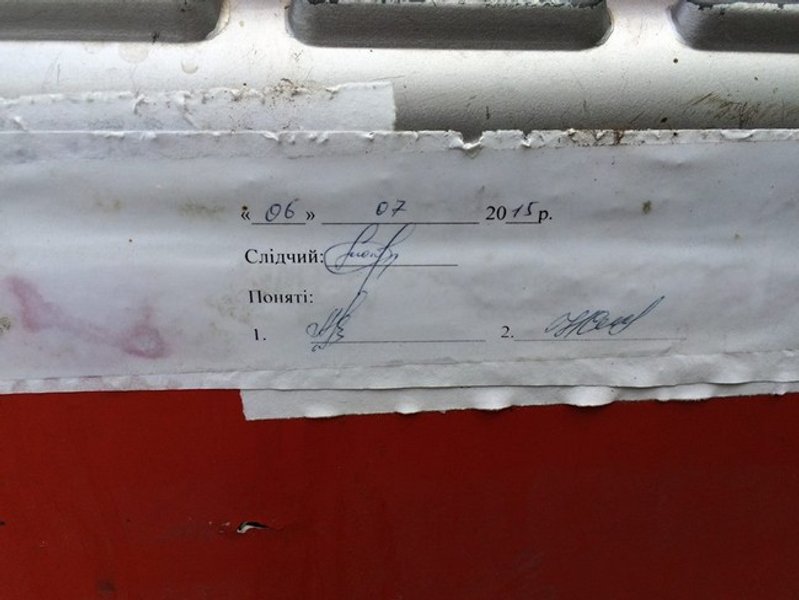 « 06 » 07 2015р.
Слідчий:
Поняті:
1. 2.